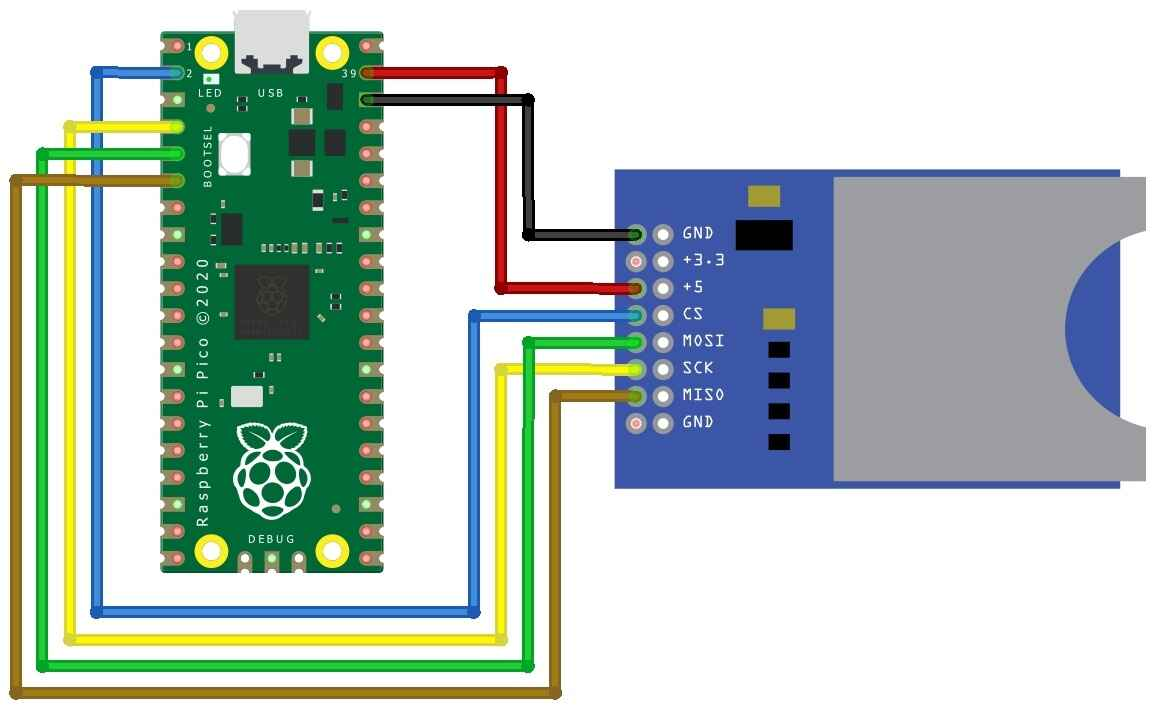 1
2
39
LED
USB
BOOTSEL
Raspberry Pi Pico ©2020
DEBUG
GND
+3.3
+5
CS
MOSI
SCK
MISO
GND